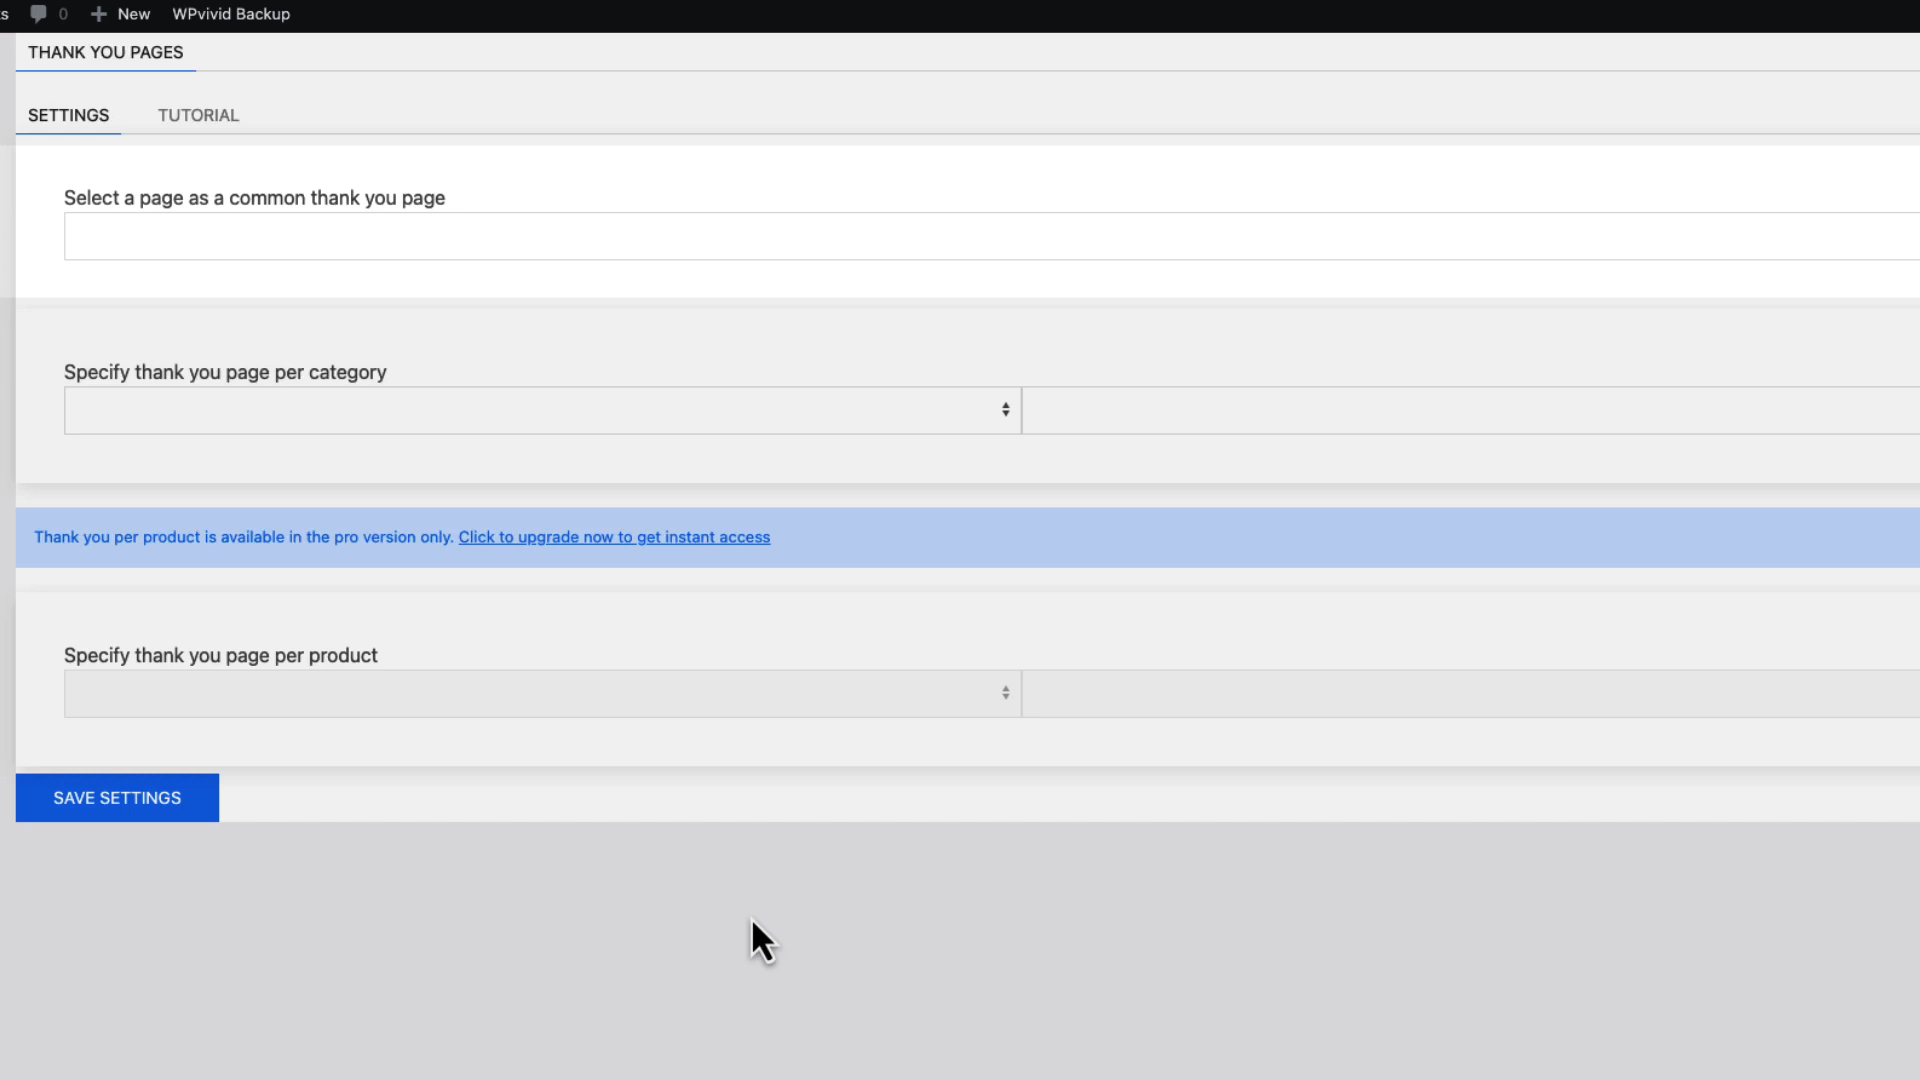 0 New WPvivid Backup
THANK YOU PAGES
SETTINGS TUTORIAL
Select a page as a common thank you page
Specify thank you page per category
Thank you per product is available in the pro version only. Click to upgrade now to get instant access
Specify thank you page per product
SAVE SETTINGS